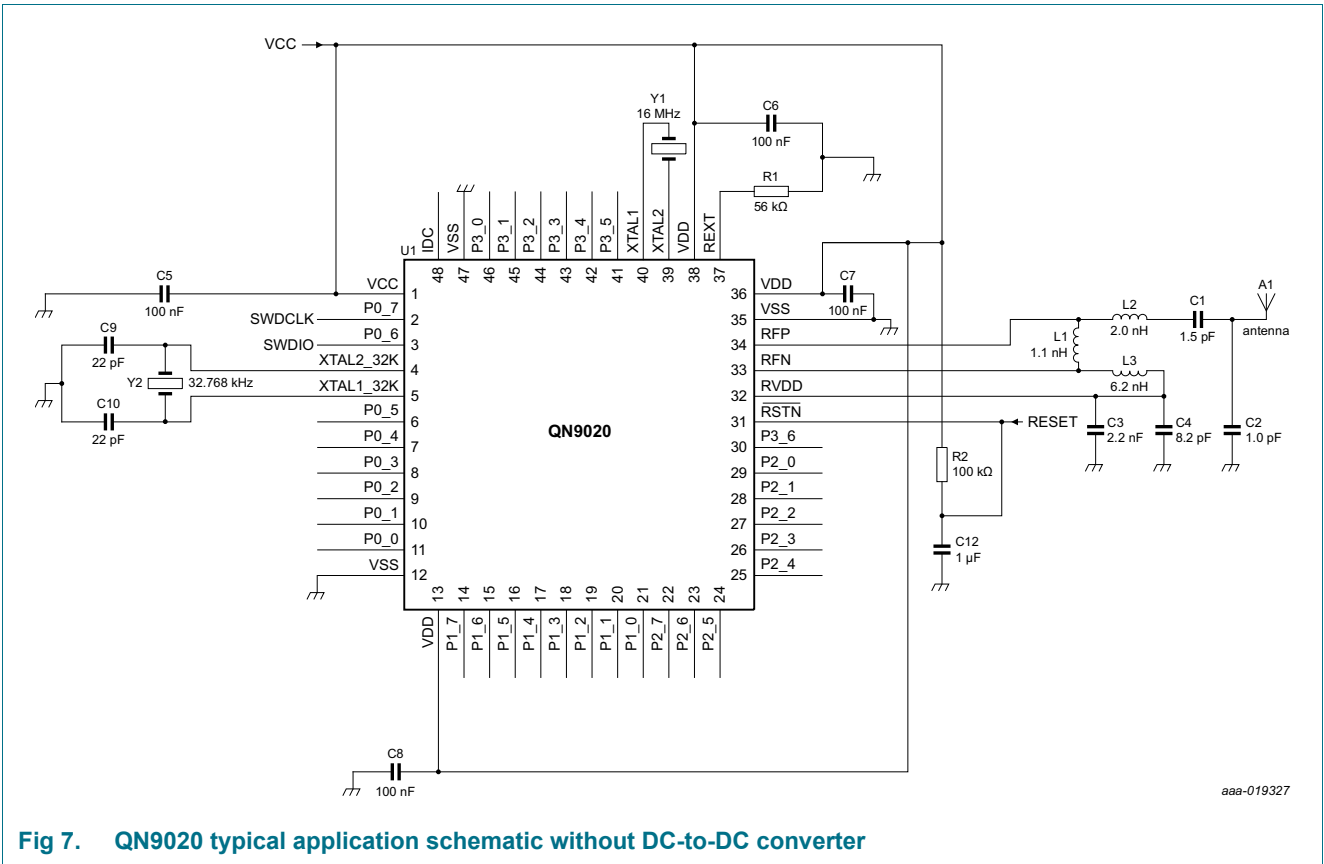 VCC
Y1
16 MHz
C6
100 nF
R1
56 kΩ
IDC
VSS
P3_0
P3_1
P3_2
P3_3
P3_4
P3_5
XTAL1
XTAL2
VDD
REXT
U1
48
47
46
45
44
43
42
41
40
39
38
37
C5
100 nF
VCC
1
SWDCLK
P0_7
2
SWDIO
P0_6
3
C9
22 pF
XTAL2_32K
4
Y2
32.768 kHz
XTAL1_32K
5
C10
22 pF
P0_5
6
P0_4
7
P0_3
8
P0_2
9
P0_1
10
P0_0
11
VSS
12
QN9020
36
VDD
C7
100 nF
35
VSS
34
RFP
33
RFN
32
RVDD
31
RSTN
RESET
30
P3_6
29
P2_0
28
P2_1
27
P2_2
26
P2_3
25
P2_4
L1
1.1 nH
L2
2.0 nH
C1
1.5 pF
A1
antenna
L3
6.2 nH
C3
2.2 nF
C4
8.2 pF
C2
1.0 pF
R2
100 kΩ
C12
1 µF
13
14
15
16
17
18
19
20
21
22
23
24
VDD
P1_7
P1_6
P1_5
P1_4
P1_3
P1_2
P1_1
P1_0
P2_7
P2_6
P2_5
C8
100 nF
aaa-019327
Fig 7. QN9020 typical application schematic without DC-to-DC converter